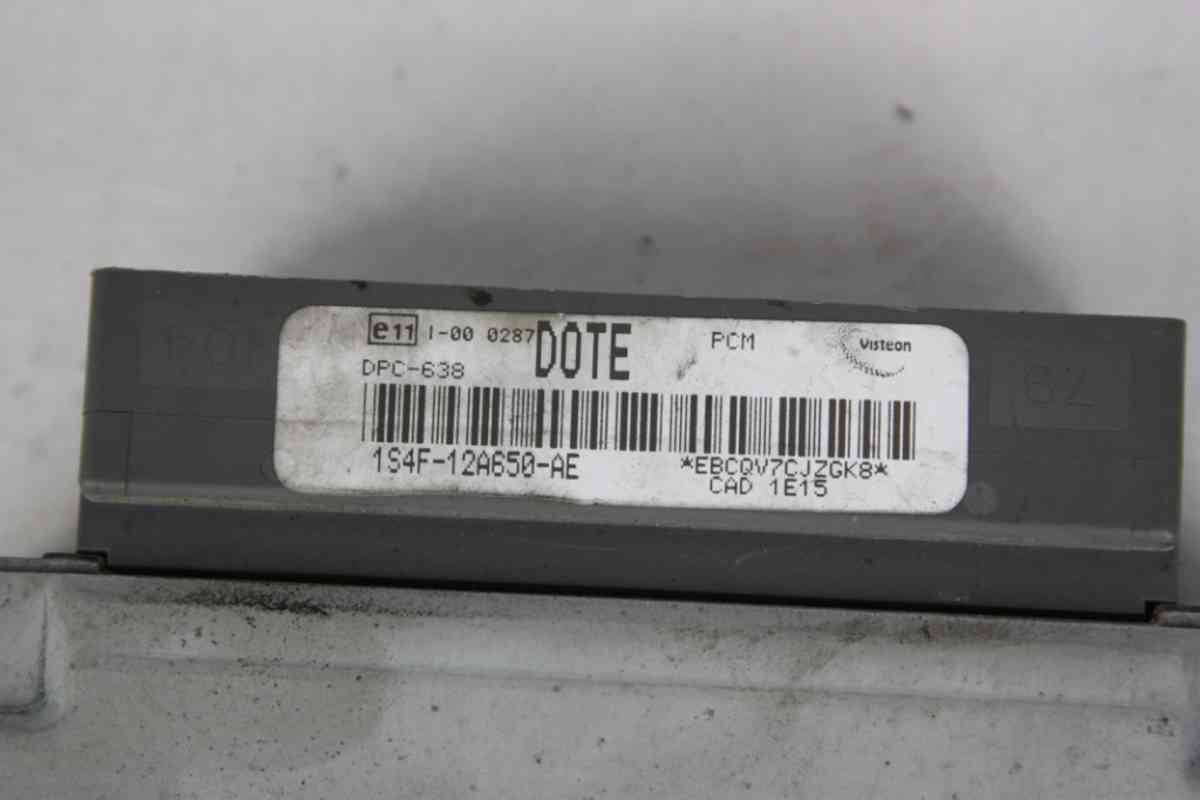 e11 I-00 0287 DOTE PCM Visteon
DPC-638
1S4F-12A650-AE *EBCQV7CJZGK8*
CAD 1E15